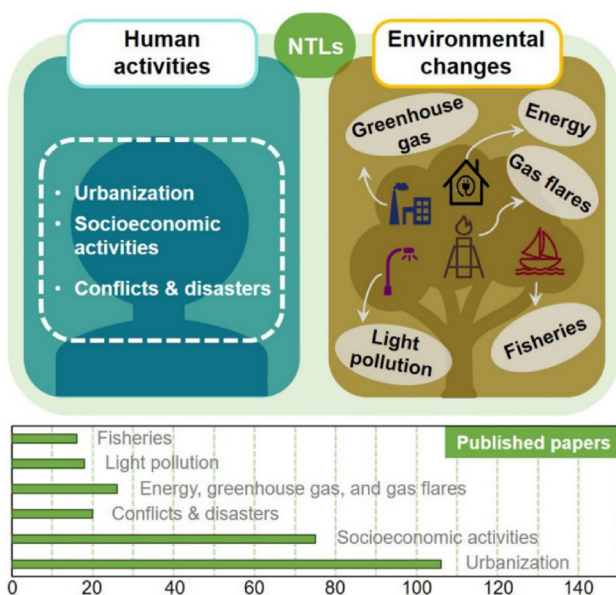 Human
activities
NTLs
Environmental
changes
• Urbanization
• Socioeconomic
activities
• Conflicts & disasters
Greenhouse
gas
Energy
Gas flares
Light
pollution
Fisheries
Published papers
Fisheries
Light pollution
Energy, greenhouse gas, and gas flares
Conflicts & disasters
Socioeconomic activities
Urbanization
0 20 40 60 80 100 120 140